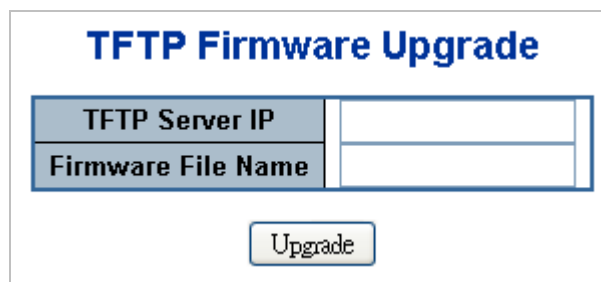 TFTP Firmware Upgrade
TFTP Server IP
Firmware File Name
Upgrade